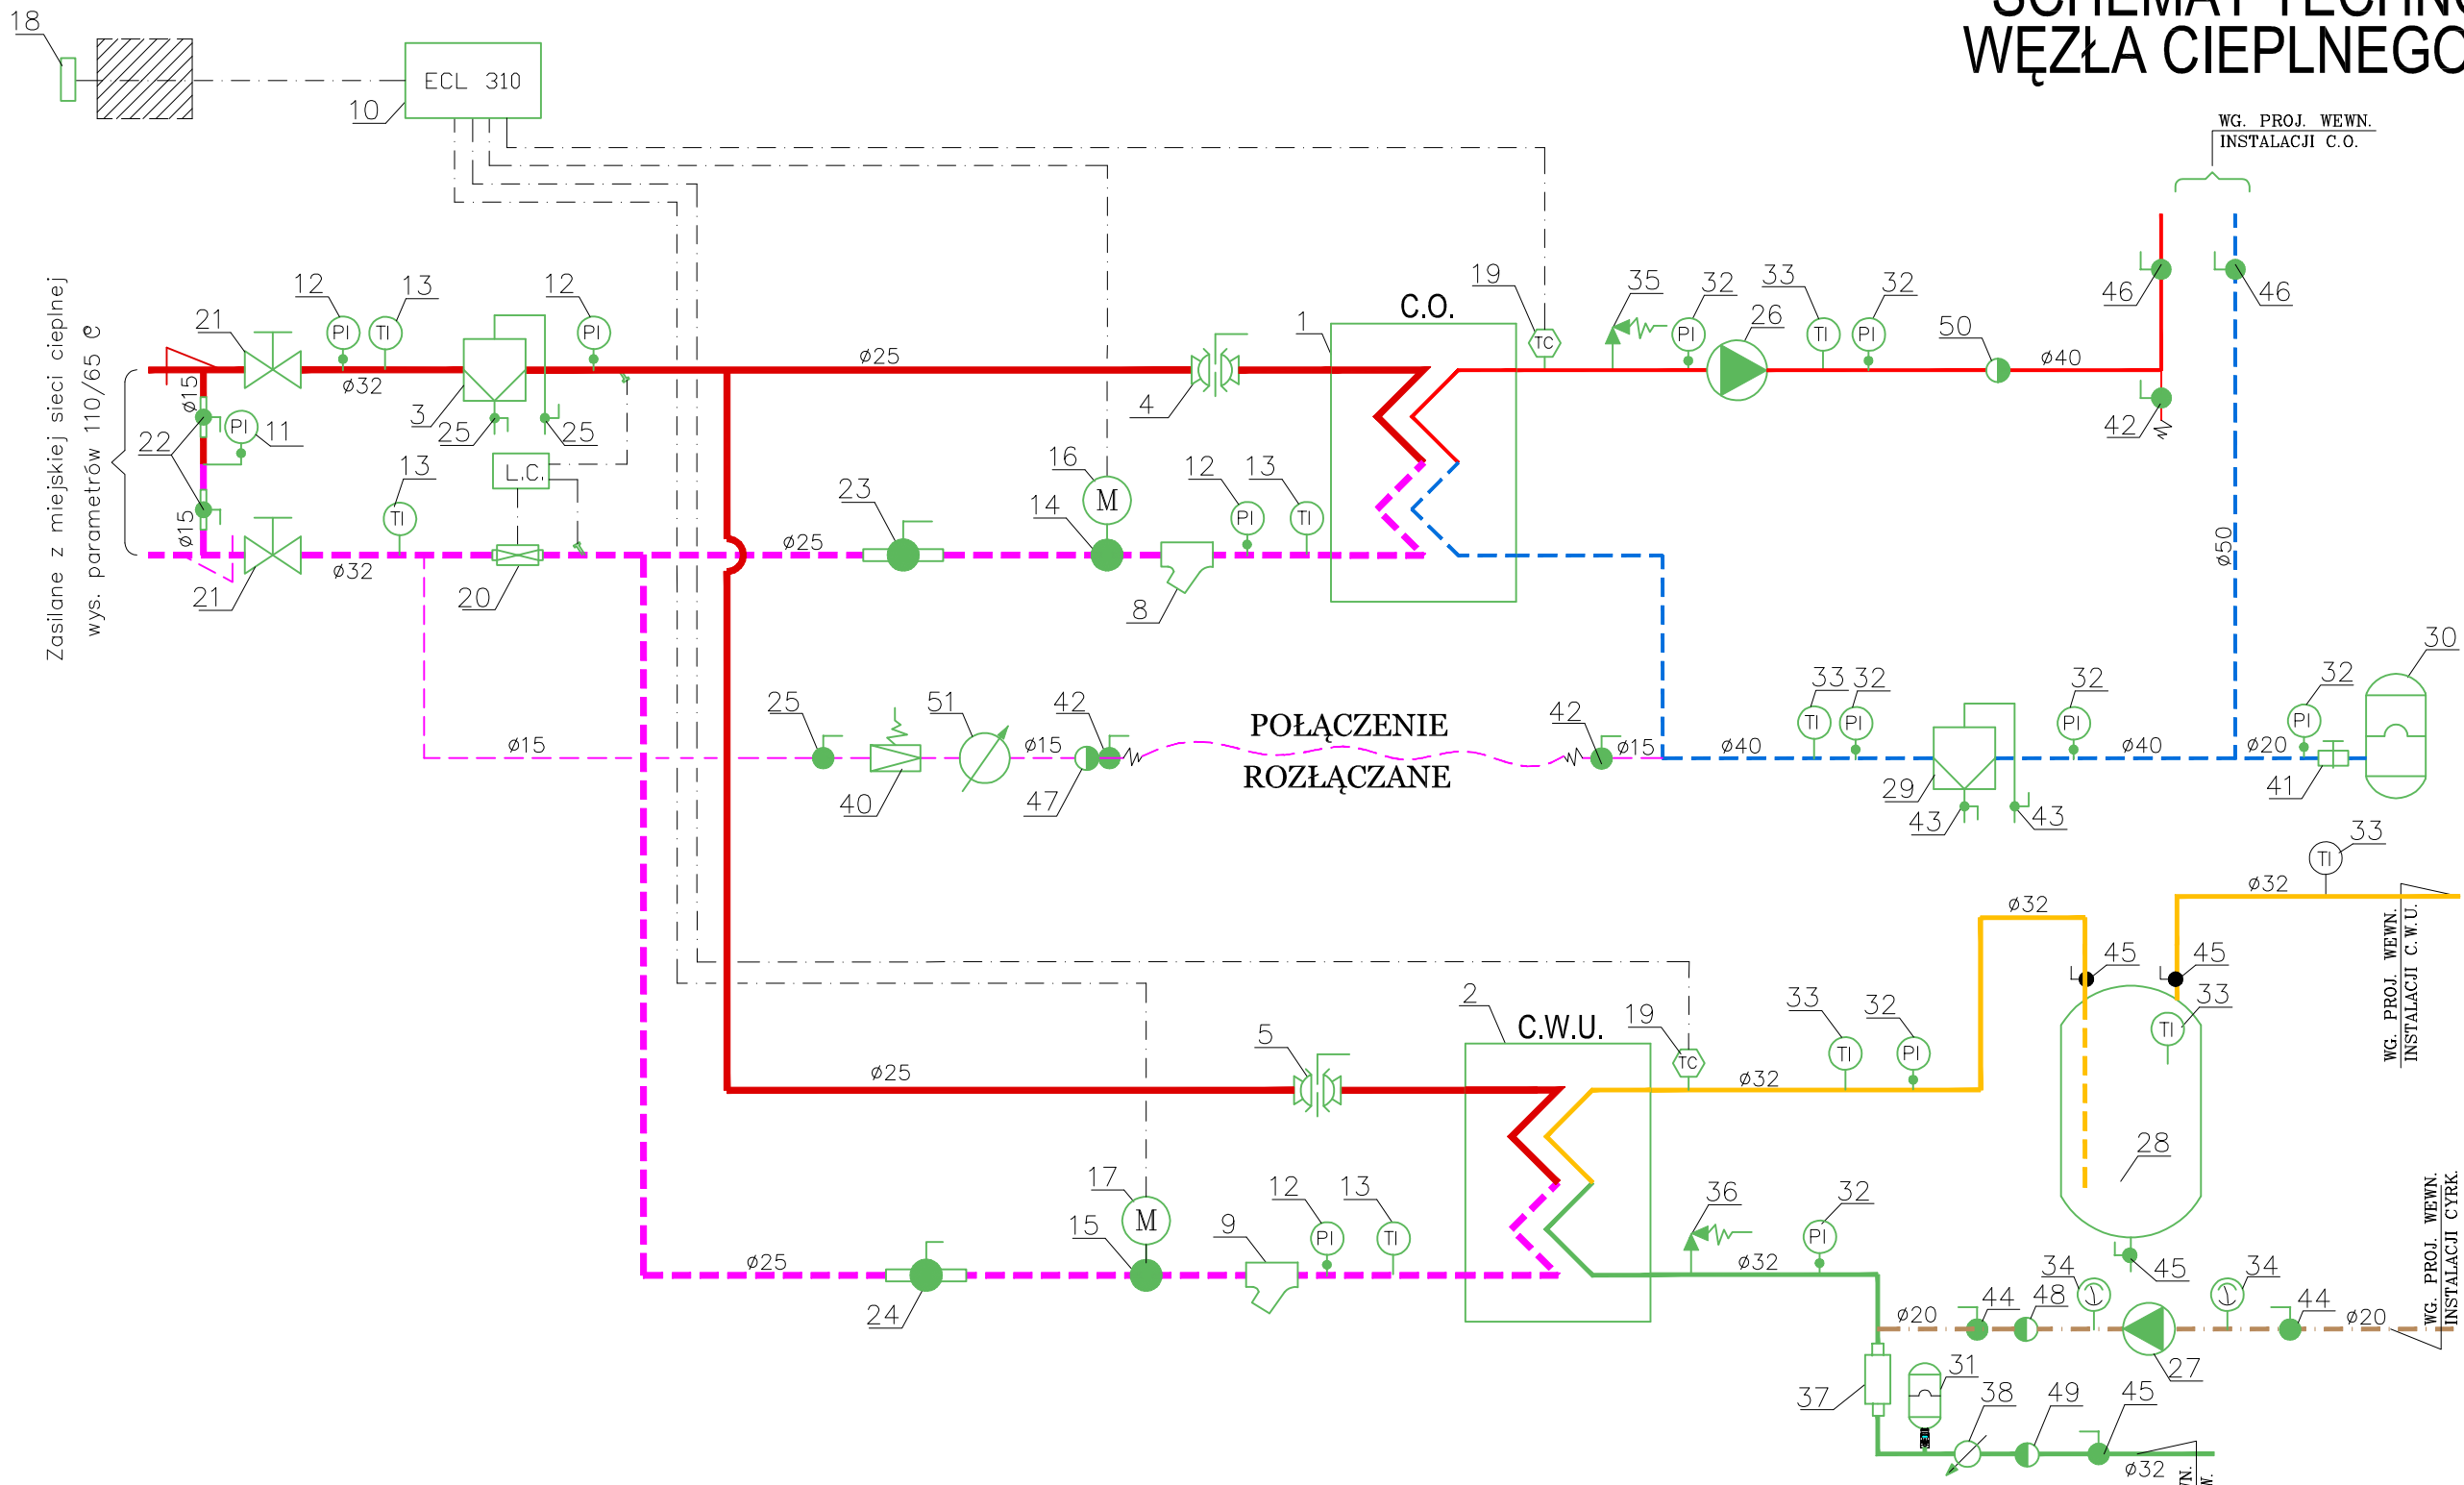 SCHEMAT TECHNO
WĘZŁA CIEPLNEGO
18
ECL 310
10
WG. PROJ. WEWN.
INSTALACJI C.O.
Zasilane z miejskiej sieci cieplnej
wys. parametrów 110/65
21
12
PI
13
TI
12
PI
ø32
3
25
25
ø25
4
1
C.O.
19
TC
35
32
PI
26
33
TI
32
PI
50
ø40
46
46
42
ø15
22
PI
11
ø15
21
13
TI
ø32
L.C.
20
23
ø25
16
M
14
12
PI
13
TI
8
ø50
ø15
25
40
51
ø15
47
42
POŁĄCZENIE
ROZŁĄCZANE
42
ø15
ø40
33
TI
32
PI
29
43
43
32
PI
ø40
ø20
32
PI
41
30
33
TI
ø32
WG. PROJ. WEWN.
INSTALACJI C.W.U.
ø32
45
45
33
TI
28
45
ø25
5
2
C.W.U.
19
TC
ø32
33
TI
32
PI
17
M
15
9
12
PI
13
TI
ø25
24
36
ø32
32
PI
WG. PROJ. WEWN.
INSTALACJI CYRK.
ø20
44
48
34
27
34
44
ø20
37
31
38
49
45
ø32
WN.
W.